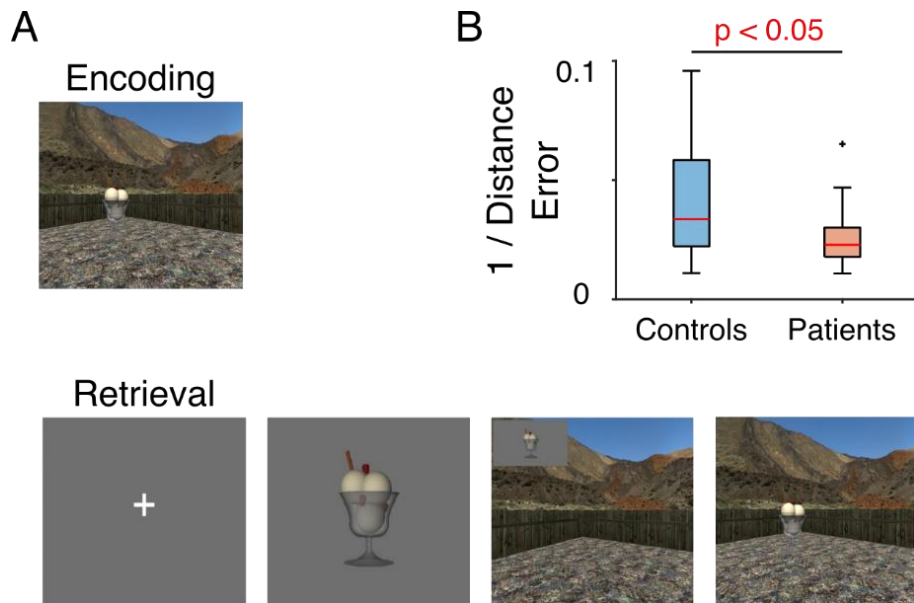 A
Encoding
Retrieval
B
p < 0.05
0.1
1 / Distance
Error
0
Controls
Patients